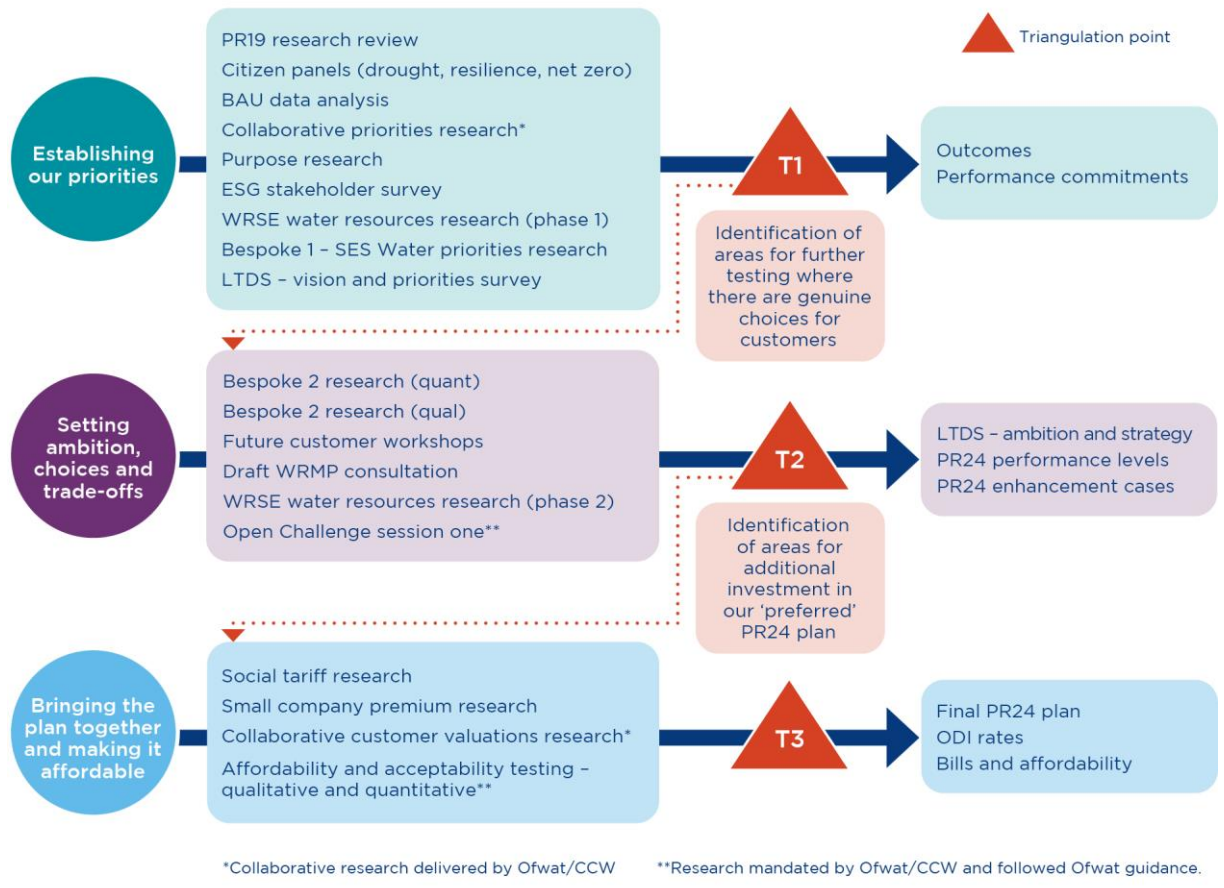 Triangulation point
Establishing
our priorities
PR19 research review
Citizen panels (drought, resilience, net zero)
BAU data analysis
Collaborative priorities research*
Purpose research
ESG stakeholder survey
WRSE water resources research (phase 1)
Bespoke 1 – SES Water priorities research
LTDS – vision and priorities survey
T1
Identification of
areas for further
testing where
there are genuine
choices for
customers
Outcomes
Performance commitments
Setting
ambition,
choices and
trade-offs
Bespoke 2 research (quant)
Bespoke 2 research (qual)
Future customer workshops
Draft WRMP consultation
WRSE water resources research (phase 2)
Open Challenge session one**
T2
Identification
of areas for
additional
investment in
our ‘preferred’
PR24 plan
LTDS – ambition and strategy
PR24 performance levels
PR24 enhancement cases
Bringing the
plan together
and making it
affordable
Social tariff research
Small company premium research
Collaborative customer valuations research*
Affordability and acceptability testing –
qualitative and quantitative**
T3
Final PR24 plan
ODI rates
Bills and affordability
*Collaborative research delivered by Ofwat/CCW
**Research mandated by Ofwat/CCW and followed Ofwat guidance.